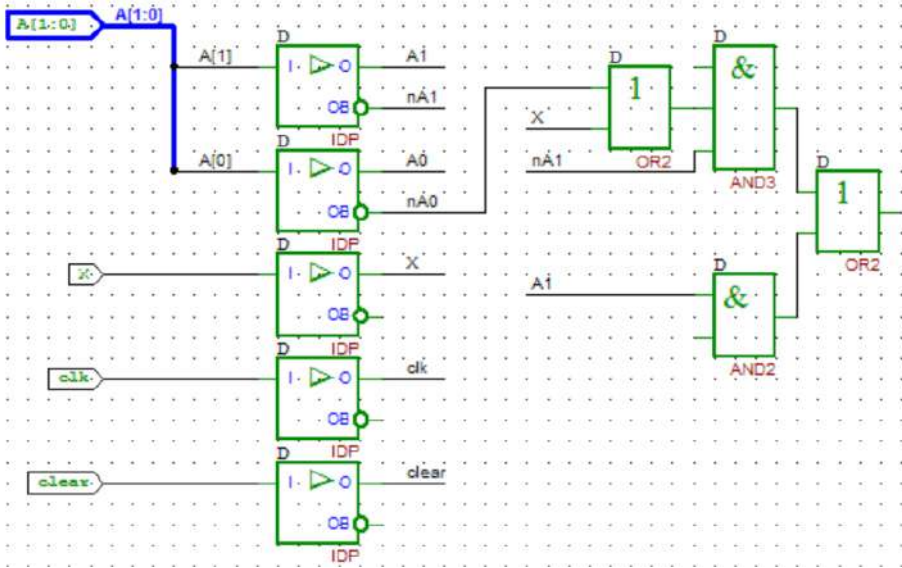 A[1:0]
A[1:0]
D
A[1]
I
O
A1
OB
nA1
IDP
D
A[0]
I
O
A0
OB
nA0
IDP
D
X
I
O
X
OB
IDP
D
clk
I
O
clk
OB
IDP
D
clear
I
O
clear
OB
IDP
D
1
X
OR2
nA1
D
&
AND3
D
1
OR2
A1
D
&
AND2